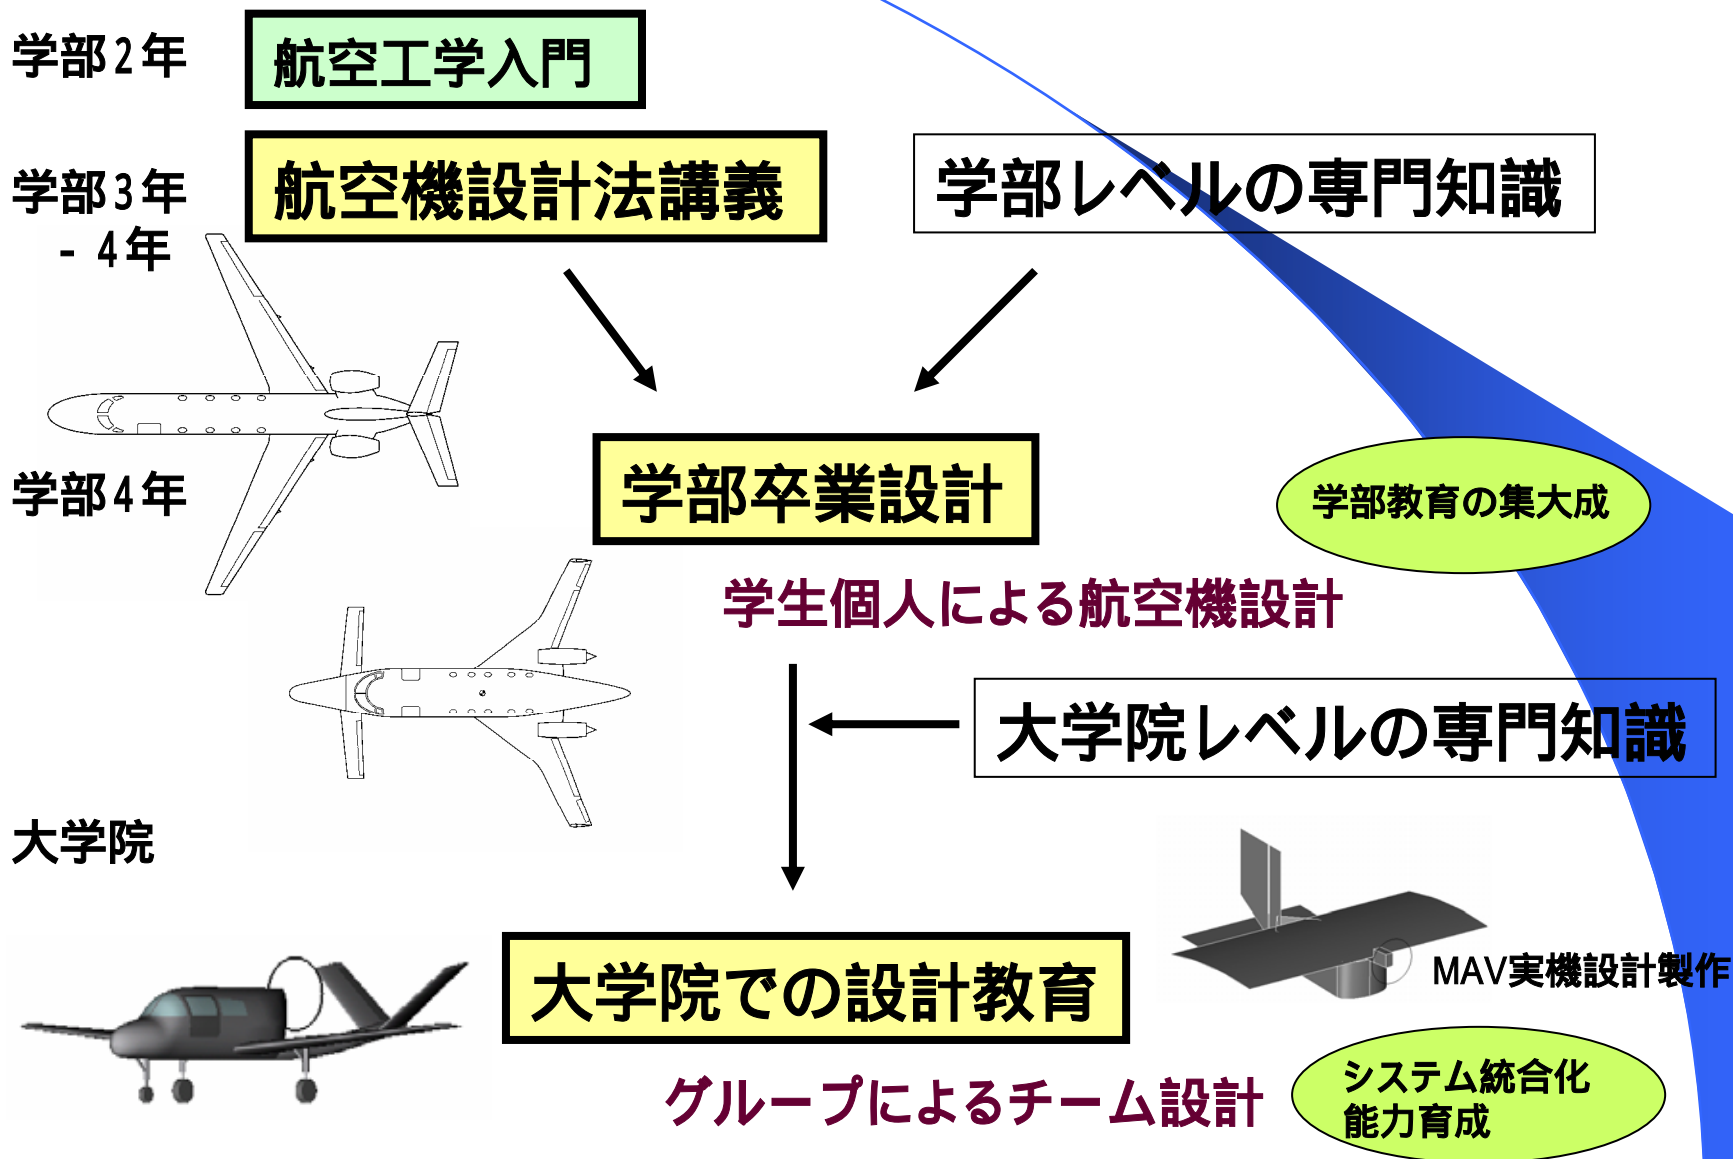 学部2年
航空工学入門
学部3年
- 4年
航空機設計法講義
学部レベルの専門知識
学部4年
学部卒業設計
学部教育の集大成
学生個人による航空機設計
大学院レベルの専門知識
大学院
大学院での設計教育
MAV実機設計製作
グループによるチーム設計
システム統合化
能力育成